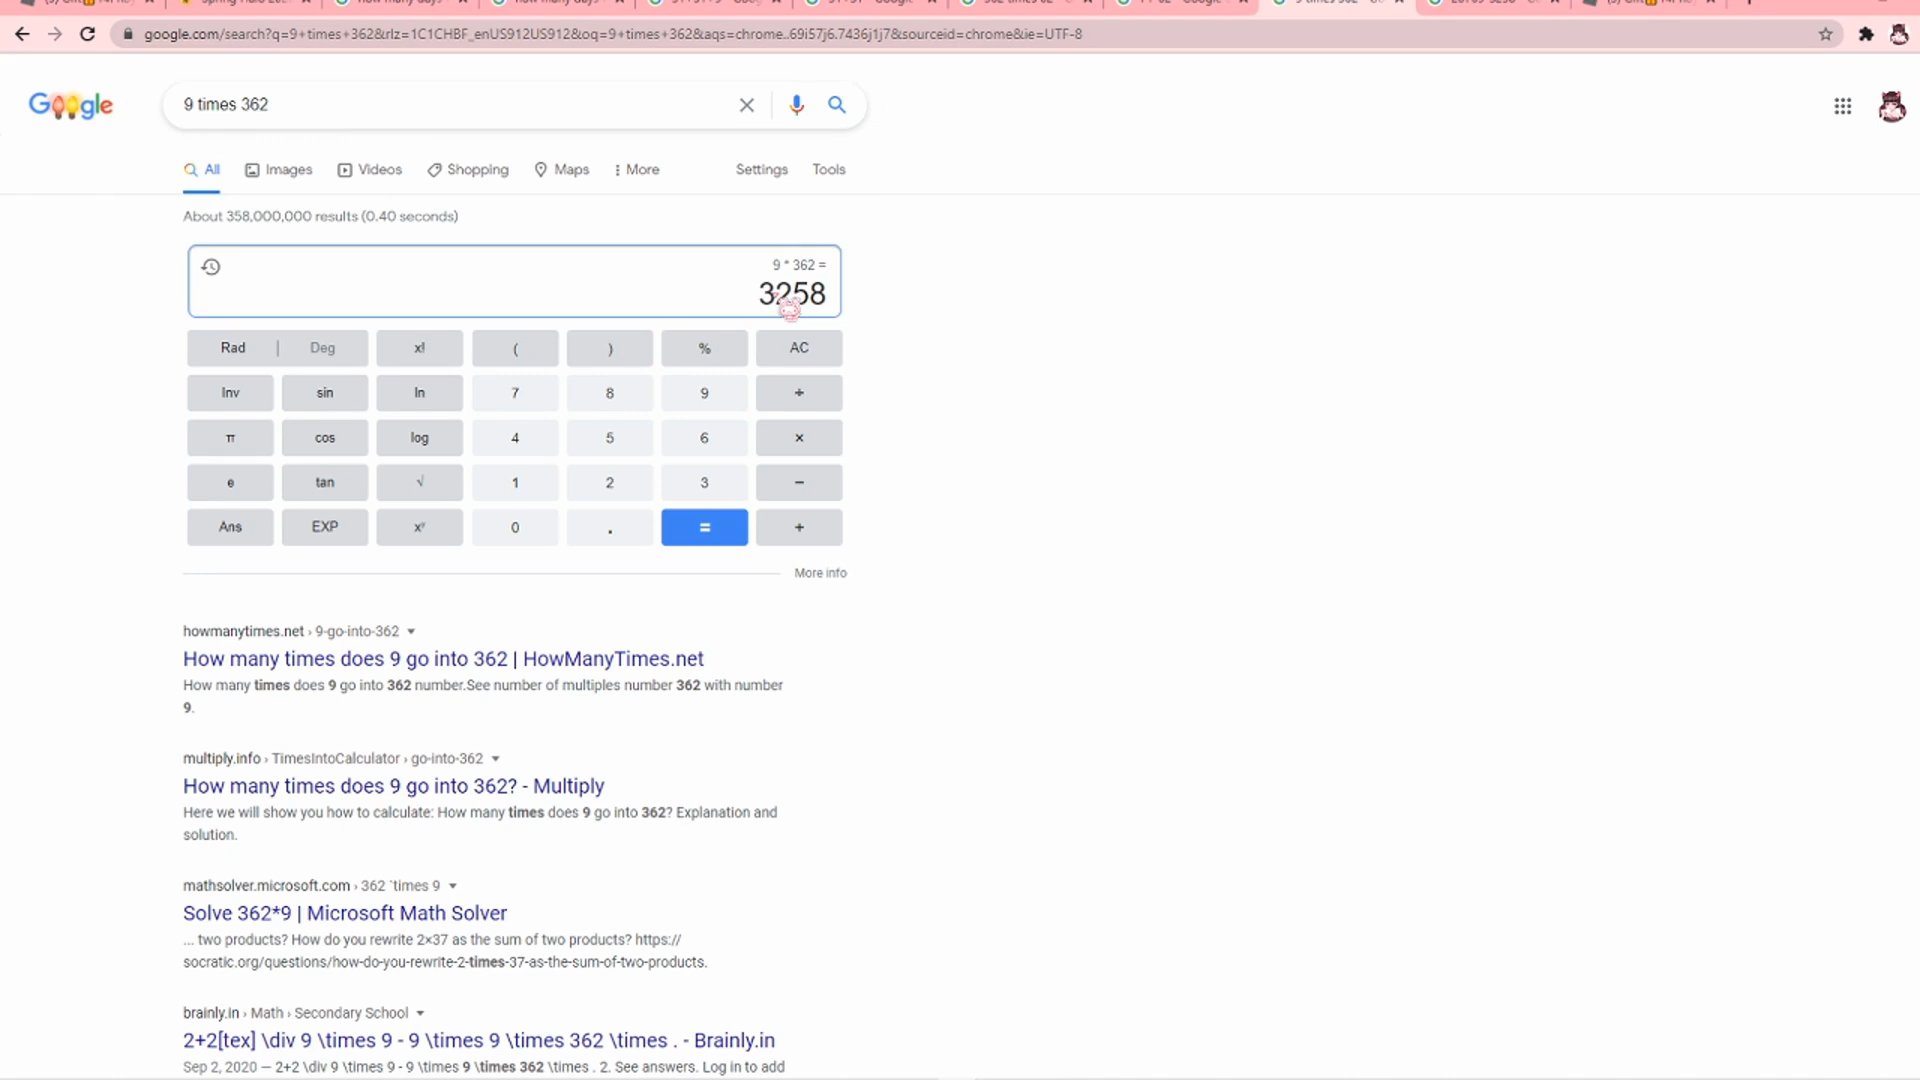 google.com/search?q=9+times+362&rlz=1C1CHBF_enUS912US912&oq=9+times+362&aqs=chrome..69i57j6.7436j1j7&sourceid=chrome&ie=UTF-8
Google
9 times 362
All Images Videos Shopping Maps More Settings Tools
About 358,000,000 results (0.40 seconds)
9 * 362 =
3258
Rad | Deg x! ( ) % AC
Inv sin ln 7 8 9 ÷
π cos log 4 5 6 ×
e tan √ 1 2 3 −
Ans EXP xʸ 0 . = +
More info
howmanytimes.net › 9-go-into-362
How many times does 9 go into 362 | HowManyTimes.net
How many times does 9 go into 362 number.See number of multiples number 362 with number
9.
multiply.info › TimesIntoCalculator › go-into-362
How many times does 9 go into 362? - Multiply
Here we will show you how to calculate: How many times does 9 go into 362? Explanation and
solution.
mathsolver.microsoft.com › 362 `times 9
Solve 362*9 | Microsoft Math Solver
... two products? How do you rewrite 2×37 as the sum of two products? https://
socratic.org/questions/how-do-you-rewrite-2-times-37-as-the-sum-of-two-products.
brainly.in › Math › Secondary School
2+2[tex] \div 9 \times 9 - 9 \times 9 \times 362 \times . - Brainly.in
Sep 2, 2020 — 2+2 \div 9 \times 9 - 9 \times 9 \times 362 \times . 2. See answers. Log in to add